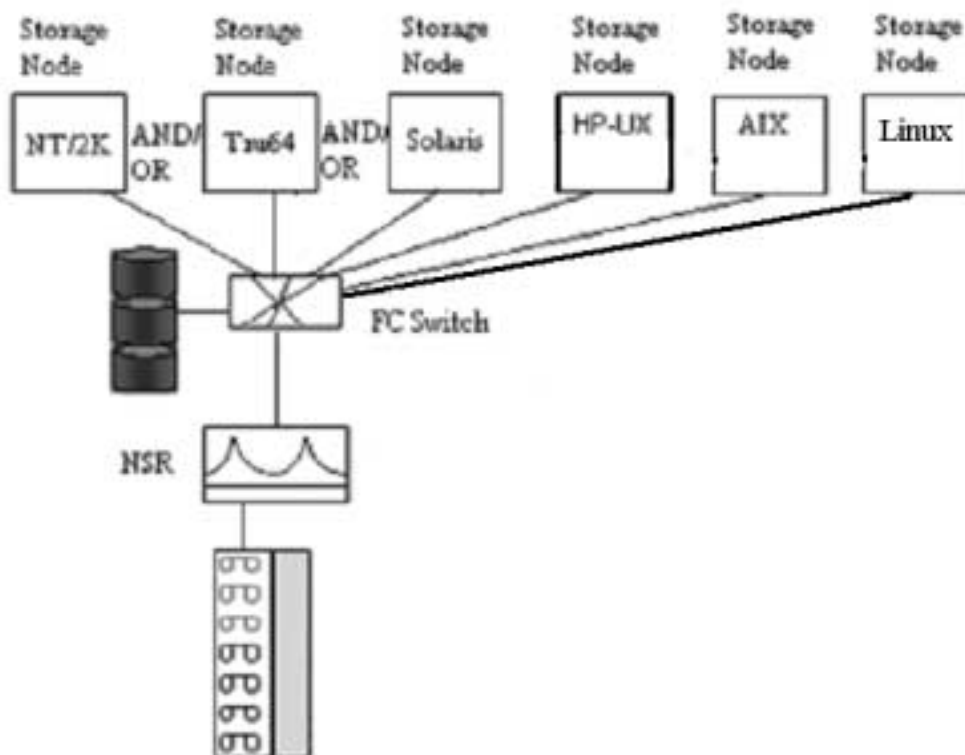 Storage
Node
Storage
Node
Storage
Node
Storage
Node
Storage
Node
Storage
Node
NT/2K
AND/
OR
Tru64
AND/
OR
Solaris
HP-UX
AIX
Linux
FC Switch
NSR